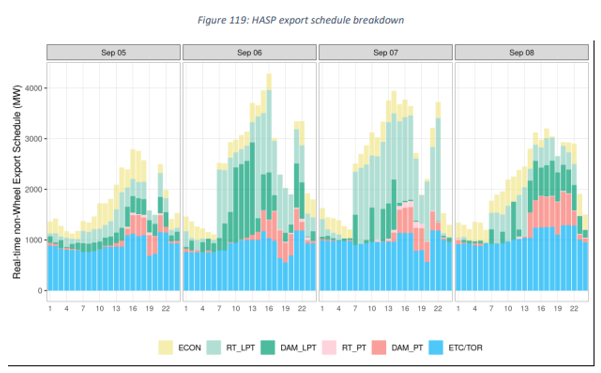 Figure 119: HASP export schedule breakdown
Sep 05 Sep 06 Sep 07 Sep 08
Real-time non-Wheel Export Schedule (MW)
4000
3000
2000
1000
0
1 4 7 10 13 16 19 22 1 4 7 10 13 16 19 22 1 4 7 10 13 16 19 22 1 4 7 10 13 16 19 22
ECON RT_LPT DAM_LPT RT_PT DAM_PT ETC/TOR